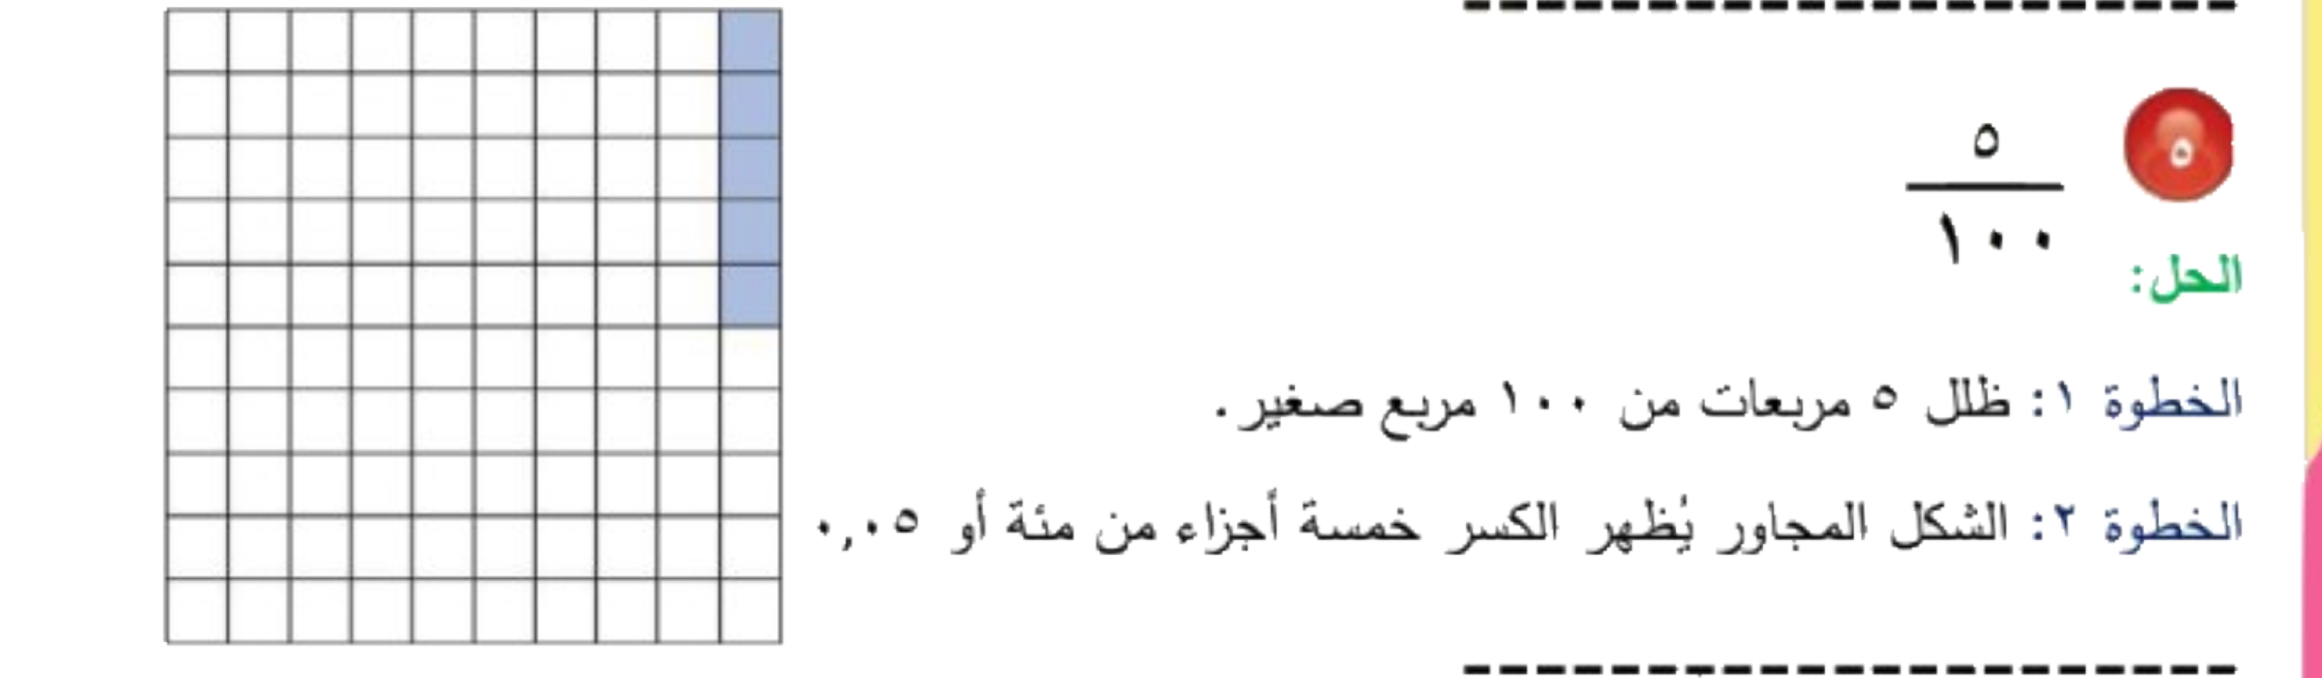 ٥
٥
١٠٠
الحل:
الخطوة ١: ظلل ٥ مربعات من ١٠٠ مربع صغير.
الخطوة ٢: الشكل المجاور يُظهر الكسر خمسة أجزاء من مئة أو ٠,٠٥